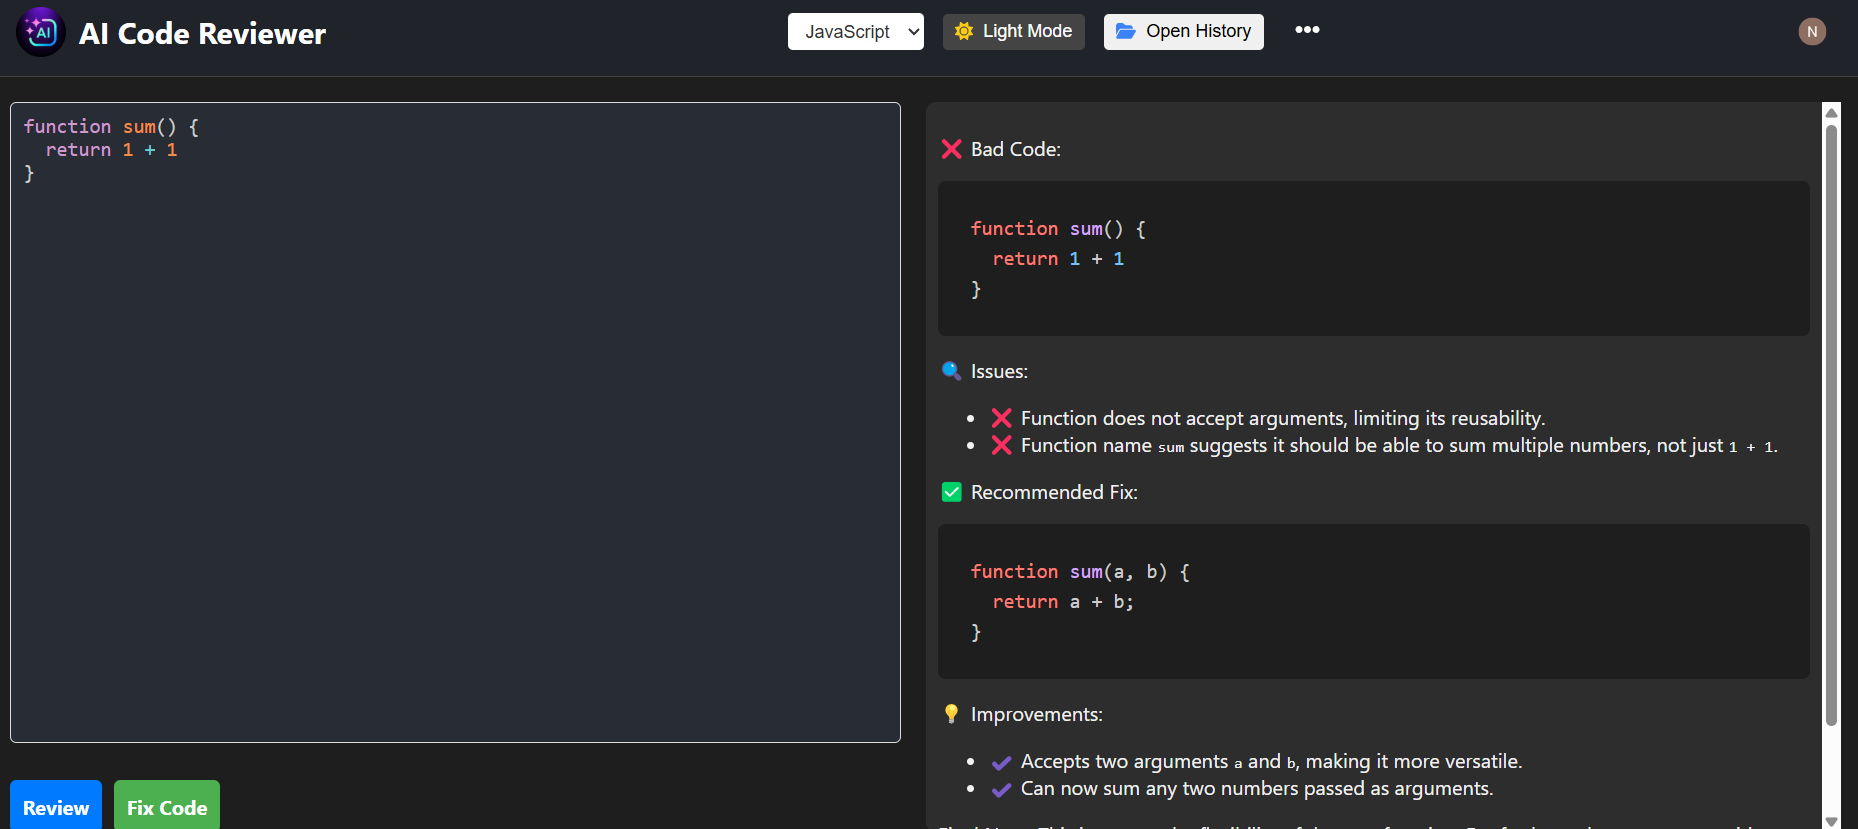 AI
AI Code Reviewer
JavaScript
Light Mode
Open History
•••
N
function sum() {
  return 1 + 1
}
Review
Fix Code
❌ Bad Code:
function sum() {
  return 1 + 1
}
🔍 Issues:
• ❌ Function does not accept arguments, limiting its reusability.
• ❌ Function name sum suggests it should be able to sum multiple numbers, not just 1 + 1.
✅ Recommended Fix:
function sum(a, b) {
  return a + b;
}
💡 Improvements:
• ✔ Accepts two arguments a and b, making it more versatile.
• ✔ Can now sum any two numbers passed as arguments.